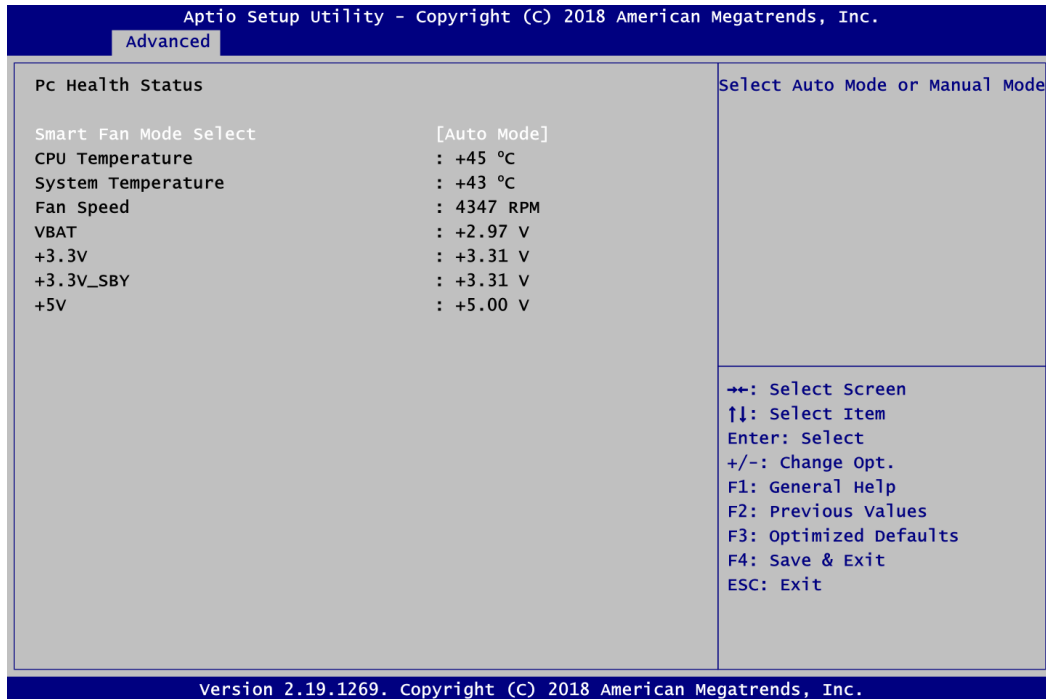 Aptio Setup Utility – Copyright (C) 2018 American Megatrends, Inc.
Advanced
Pc Health Status
Smart Fan Mode Select [Auto Mode]
CPU Temperature : +45 °C
System Temperature : +43 °C
Fan Speed : 4347 RPM
VBAT : +2.97 V
+3.3V : +3.31 V
+3.3V_SBY : +3.31 V
+5V : +5.00 V
Select Auto Mode or Manual Mode
→←: Select Screen
↑↓: Select Item
Enter: Select
+/-: Change Opt.
F1: General Help
F2: Previous Values
F3: Optimized Defaults
F4: Save & Exit
ESC: Exit
Version 2.19.1269. Copyright (C) 2018 American Megatrends, Inc.